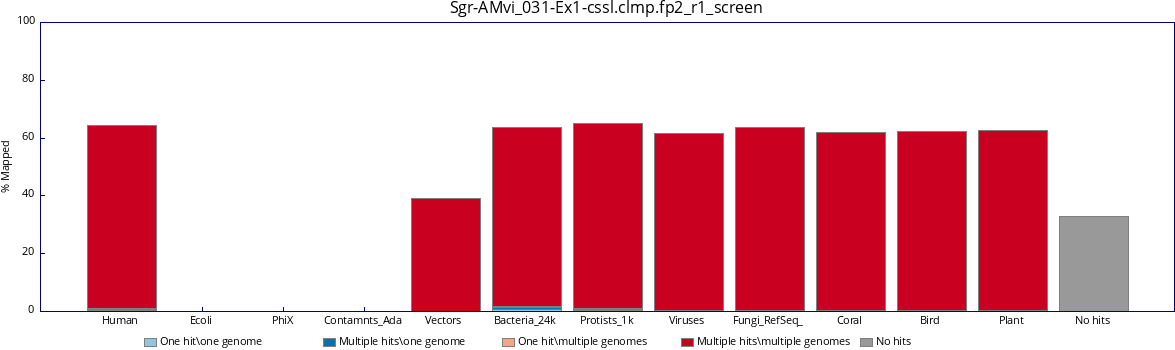 Sgr-AMvi_031-Ex1-cssl.clmp.fp2_r1_screen
100
80
60
40
20
0
% Mapped
Human Ecoli PhiX Contamnts_Ada Vectors Bacteria_24k Protists_1k Viruses Fungi_RefSeq_ Coral Bird Plant No hits
One hit\one genome Multiple hits\one genome One hit\multiple genomes Multiple hits\multiple genomes No hits